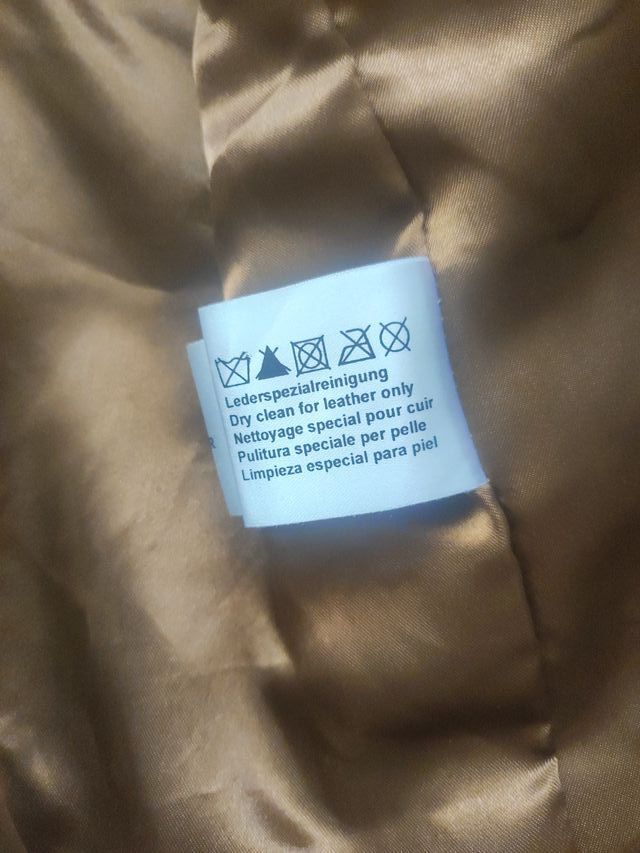 Lederspezialreinigung
Dry clean for leather only
Nettoyage special pour cuir
Pulitura speciale per pelle
Limpieza especial para piel
R